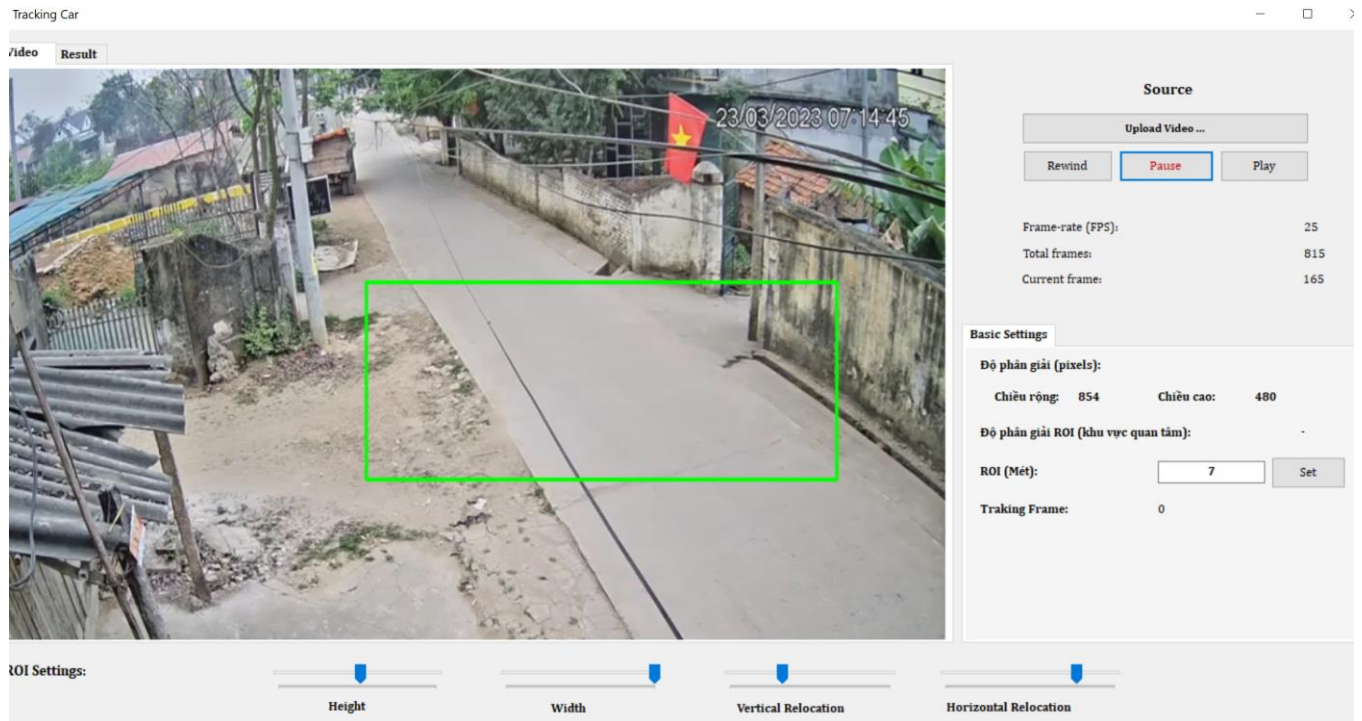 Tracking Car
Video Result
23/03/2023 07:14:45
Source
Upload Video ...
Rewind Pause Play
Frame-rate (FPS): 25
Total frames: 815
Current frame: 165
Basic Settings
Độ phân giải (pixels):
Chiều rộng: 854 Chiều cao: 480
Độ phân giải ROI (khu vực quan tâm): -
ROI (Mét): 7 Set
Traking Frame: 0
ROI Settings:
Height Width Vertical Relocation Horizontal Relocation